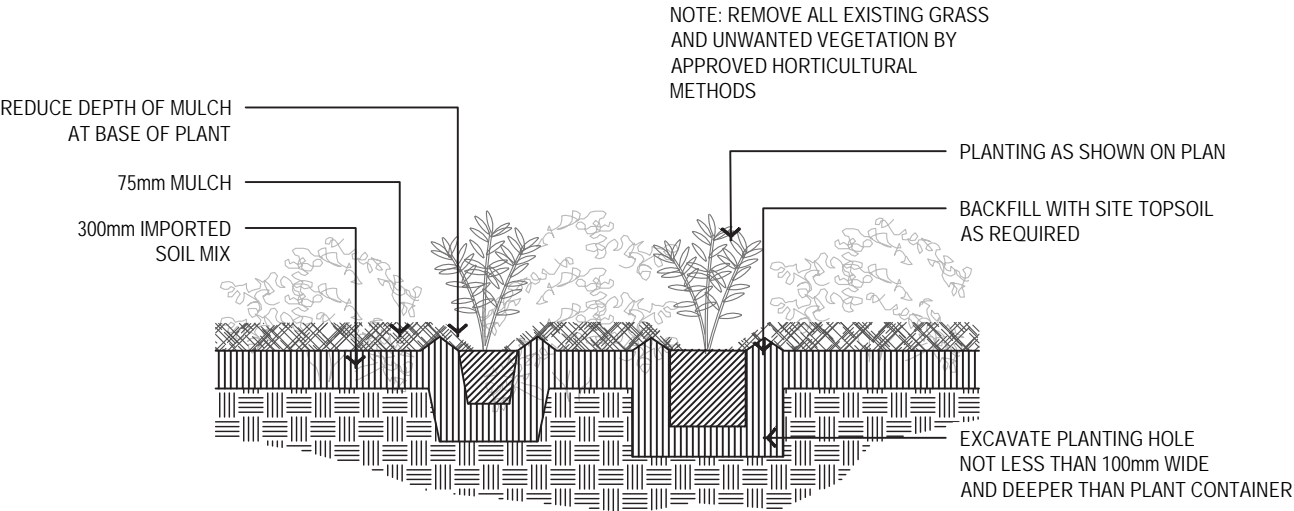 NOTE: REMOVE ALL EXISTING GRASS
AND UNWANTED VEGETATION BY
APPROVED HORTICULTURAL
METHODS
REDUCE DEPTH OF MULCH
AT BASE OF PLANT
75mm MULCH
300mm IMPORTED
SOIL MIX
PLANTING AS SHOWN ON PLAN
BACKFILL WITH SITE TOPSOIL
AS REQUIRED
EXCAVATE PLANTING HOLE
NOT LESS THAN 100mm WIDE
AND DEEPER THAN PLANT CONTAINER